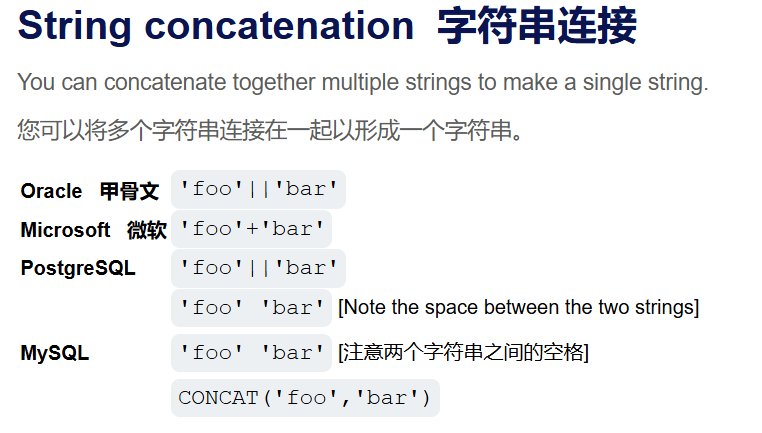 String concatenation 字符串连接
You can concatenate together multiple strings to make a single string.
您可以将多个字符串连接在一起以形成一个字符串。
Oracle 甲骨文 'foo'||'bar'
Microsoft 微软 'foo'+'bar'
PostgreSQL 'foo'||'bar'
'foo' 'bar' [Note the space between the two strings]
MySQL 'foo' 'bar' [注意两个字符串之间的空格]
CONCAT('foo','bar')